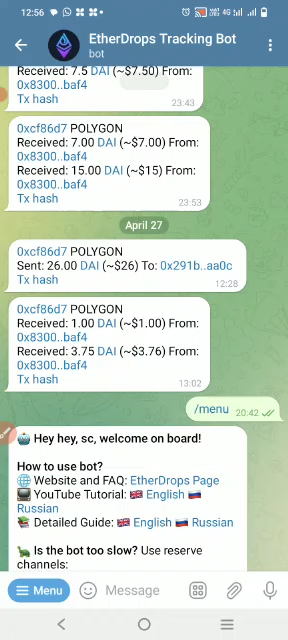 12:56
4G
EtherDrops Tracking Bot
bot
Received: 7.5 DAI (~$7.50) From:
0x8300..baf4
Tx hash
23:43
0xcf86d7 POLYGON
Received: 7.00 DAI (~$7.00) From:
0x8300..baf4
Received: 15.00 DAI (~$15) From:
0x8300..baf4
Tx hash
23:53
April 27
0xcf86d7 POLYGON
Sent: 26.00 DAI (~$26) To: 0x291b..aa0c
Tx hash
12:28
0xcf86d7 POLYGON
Received: 1.00 DAI (~$1.00) From:
0x8300..baf4
Received: 3.75 DAI (~$3.76) From:
0x8300..baf4
Tx hash
13:02
/menu 20:42
Hey hey, sc, welcome on board!
How to use bot?
Website and FAQ: EtherDrops Page
YouTube Tutorial: English
Russian
Detailed Guide: English Russian
Is the bot too slow? Use reserve
channels:
Menu
Message